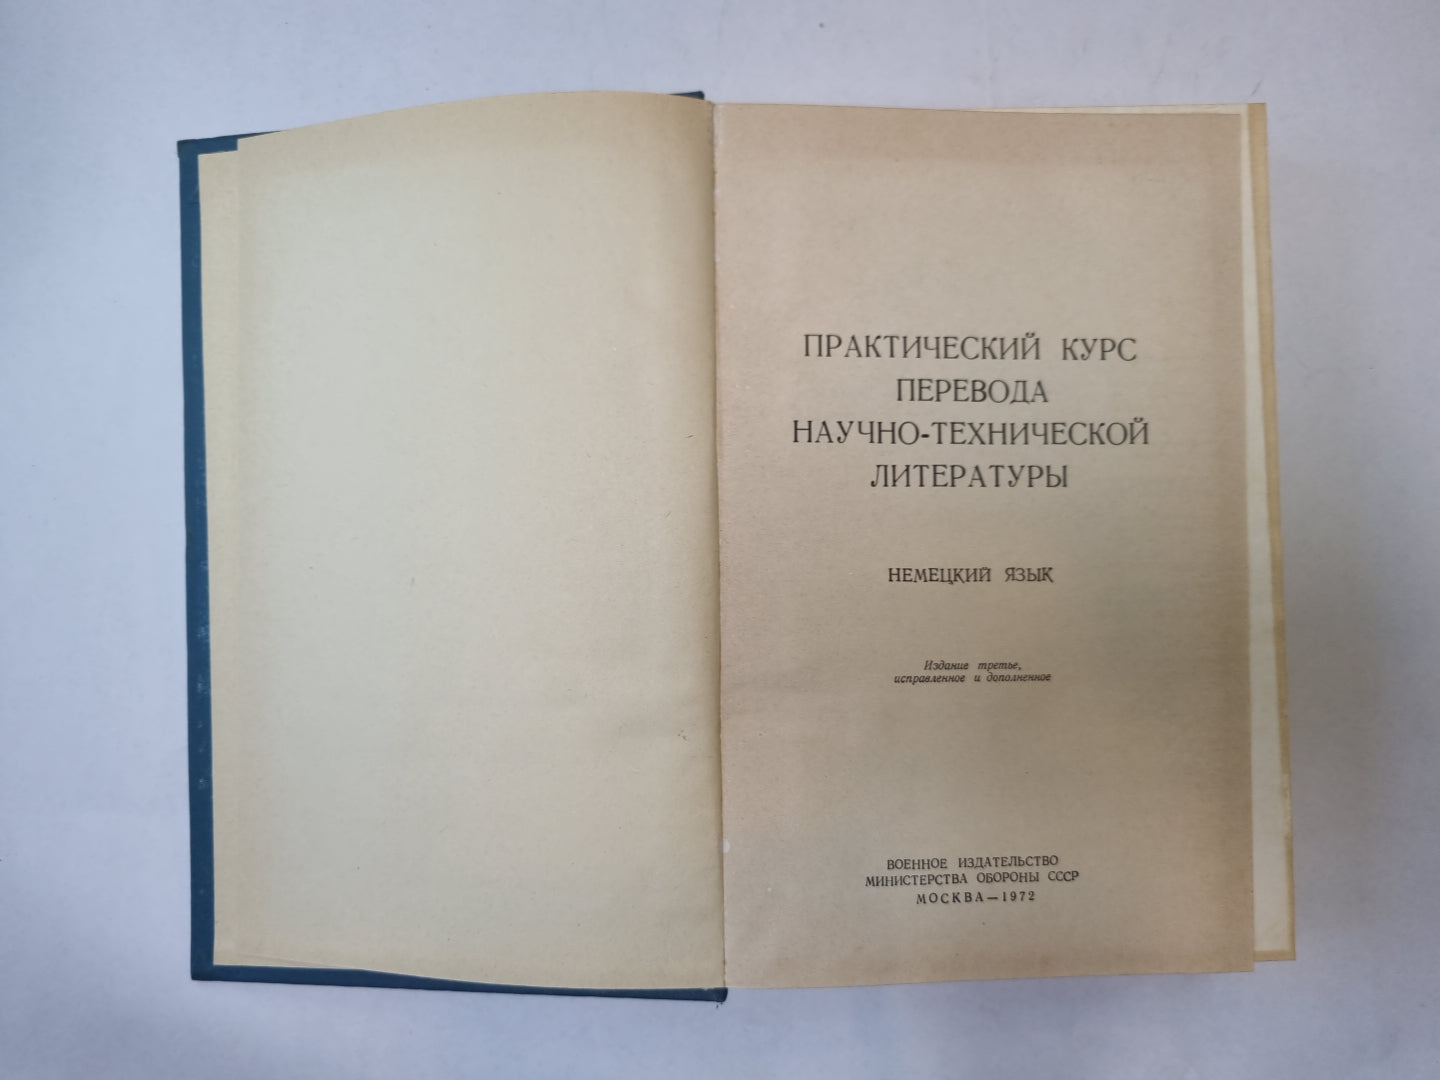 ПРАКТИЧЕСКИЙ КУРС
ПЕРЕВОДА
НАУЧНО-ТЕХНИЧЕСКОЙ
ЛИТЕРАТУРЫ
НЕМЕЦКИЙ ЯЗЫК
Издание третье,
исправленное и дополненное
ВОЕННОЕ ИЗДАТЕЛЬСТВО
МИНИСТЕРСТВА ОБОРОНЫ СССР
МОСКВА—1972